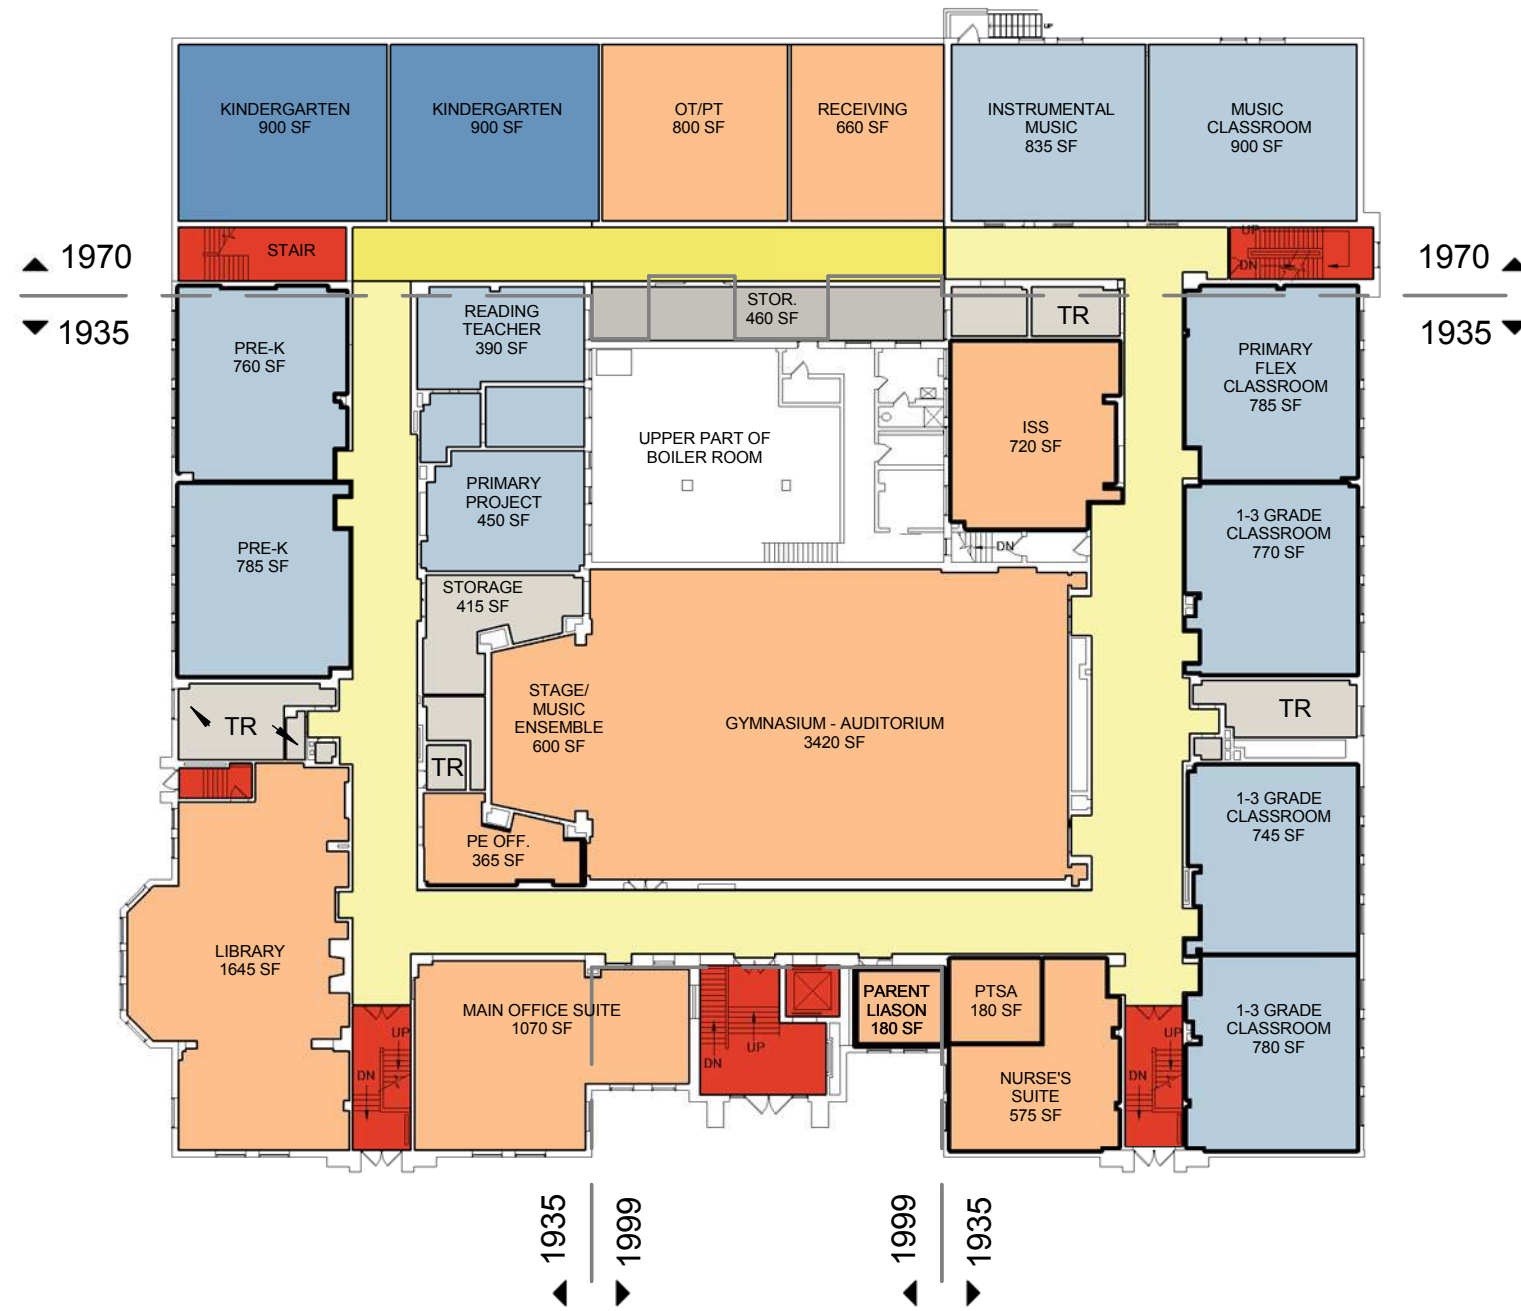 UP
KINDERGARTEN
900 SF
KINDERGARTEN
900 SF
OT/PT
800 SF
RECEIVING
660 SF
INSTRUMENTAL
MUSIC
835 SF
MUSIC
CLASSROOM
900 SF
1970
STAIR
UP
DN
1970
1935
READING
TEACHER
390 SF
STOR.
460 SF
TR
1935
PRE-K
760 SF
PRIMARY
FLEX
CLASSROOM
785 SF
UPPER PART OF
BOILER ROOM
ISS
720 SF
PRIMARY
PROJECT
450 SF
1-3 GRADE
CLASSROOM
770 SF
PRE-K
785 SF
DN
STORAGE
415 SF
STAGE/
MUSIC
ENSEMBLE
600 SF
GYMNASIUM - AUDITORIUM
3420 SF
TR
TR
TR
PE OFF.
365 SF
1-3 GRADE
CLASSROOM
745 SF
LIBRARY
1645 SF
MAIN OFFICE SUITE
1070 SF
PARENT
LIASON
180 SF
PTSA
180 SF
1-3 GRADE
CLASSROOM
780 SF
UP
DN
DN
UP
UP
DN
NURSE'S
SUITE
575 SF
1935
1999
1999
1935